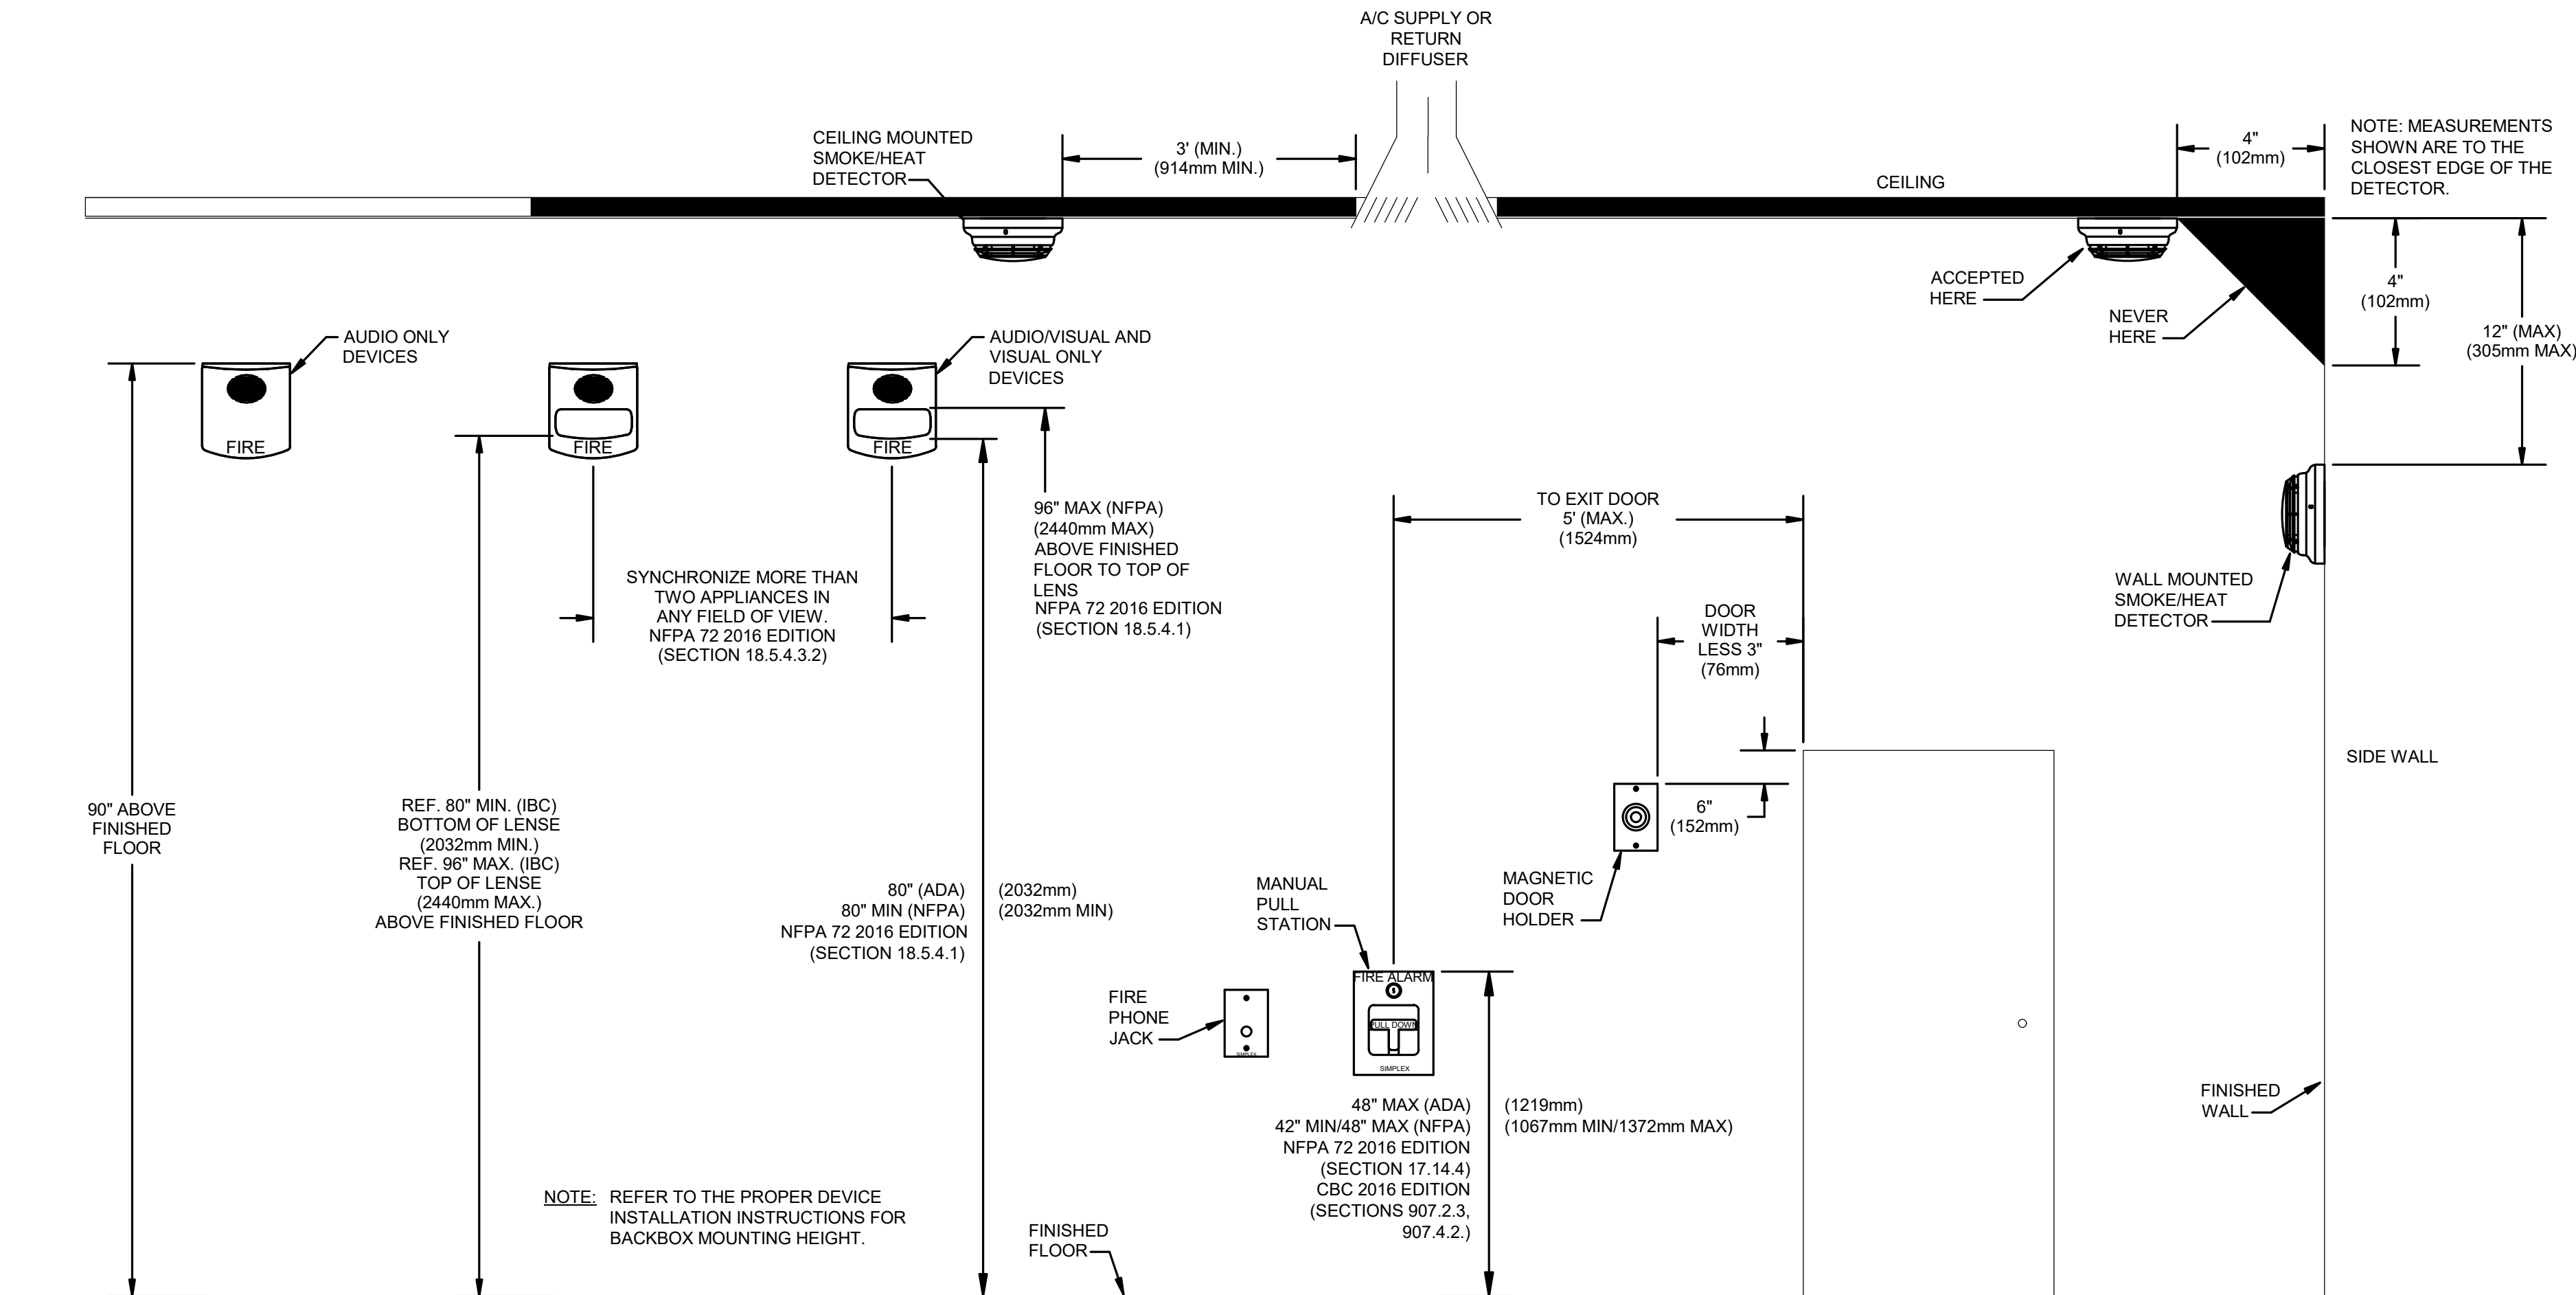 A/C SUPPLY OR
RETURN
DIFFUSER
CEILING MOUNTED
SMOKE/HEAT
DETECTOR
3' (MIN.)
(914mm MIN.)
CEILING
4"
(102mm)
NOTE: MEASUREMENTS
SHOWN ARE TO THE
CLOSEST EDGE OF THE
DETECTOR.
ACCEPTED
HERE
NEVER
HERE
4"
(102mm)
12" (MAX)
(305mm MAX)
AUDIO ONLY
DEVICES
AUDIO/VISUAL AND
VISUAL ONLY
DEVICES
FIRE
FIRE
FIRE
96" MAX (NFPA)
(2440mm MAX)
ABOVE FINISHED
FLOOR TO TOP OF
LENS
NFPA 72 2016 EDITION
(SECTION 18.5.4.1)
SYNCHRONIZE MORE THAN
TWO APPLIANCES IN
ANY FIELD OF VIEW.
NFPA 72 2016 EDITION
(SECTION 18.5.4.3.2)
TO EXIT DOOR
5' (MAX.)
(1524mm)
DOOR
WIDTH
LESS 3"
(76mm)
WALL MOUNTED
SMOKE/HEAT
DETECTOR
SIDE WALL
90" ABOVE
FINISHED
FLOOR
REF. 80" MIN. (IBC)
BOTTOM OF LENSE
(2032mm MIN.)
REF. 96" MAX. (IBC)
TOP OF LENSE
(2440mm MAX.)
ABOVE FINISHED FLOOR
80" (ADA) (2032mm)
80" MIN (NFPA) (2032mm MIN)
NFPA 72 2016 EDITION
(SECTION 18.5.4.1)
6"
(152mm)
MAGNETIC
DOOR
HOLDER
MANUAL
PULL
STATION
FIRE ALARM
PULL DOWN
SIMPLEX
FIRE
PHONE
JACK
SIMPLEX
48" MAX (ADA) (1219mm)
42" MIN/48" MAX (NFPA) (1067mm MIN/1372mm MAX)
NFPA 72 2016 EDITION
(SECTION 17.14.4)
CBC 2016 EDITION
(SECTIONS 907.2.3,
907.4.2.)
FINISHED
WALL
NOTE: REFER TO THE PROPER DEVICE
INSTALLATION INSTRUCTIONS FOR
BACKBOX MOUNTING HEIGHT.
FINISHED
FLOOR